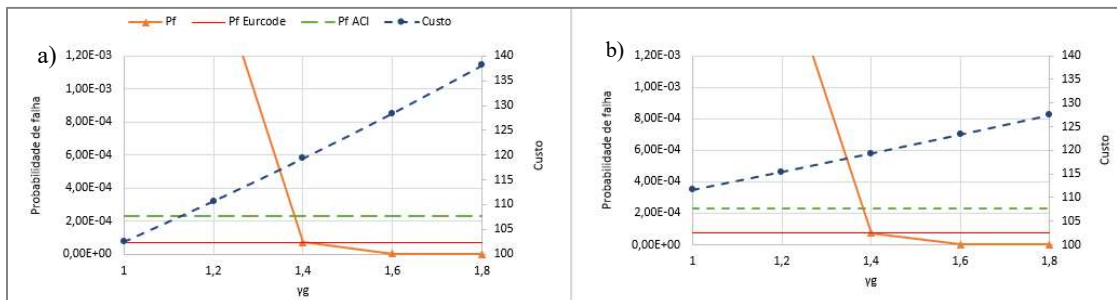 Pf Pf Eurcode Pf ACI Custo
a)
1,20E-03
1,00E-03
8,00E-04
6,00E-04
4,00E-04
2,00E-04
0,00E+00
Probabilidade de falha
140
135
130
125
120
115
110
105
100
Custo
1 1,2 1,4 1,6 1,8
γg
b)
1,20E-03
1,00E-03
8,00E-04
6,00E-04
4,00E-04
2,00E-04
0,00E+00
Probabilidade de falha
140
135
130
125
120
115
110
105
100
Custo
1 1,2 1,4 1,6 1,8
γg